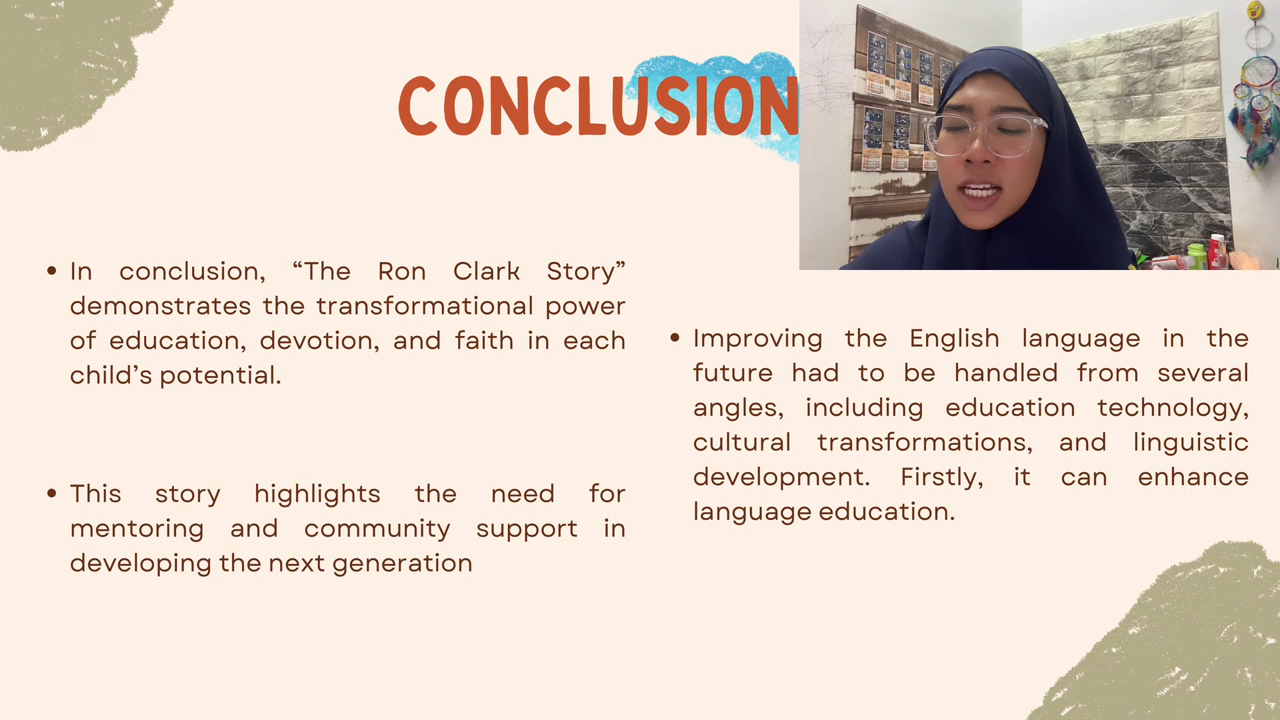 CONCLUSION
In conclusion, “The Ron Clark Story”
demonstrates the transformational power
of education, devotion, and faith in each
child’s potential.
This story highlights the need for
mentoring and community support in
developing the next generation
Improving the English language in the
future had to be handled from several
angles, including education technology,
cultural transformations, and linguistic
development. Firstly, it can enhance
language education.